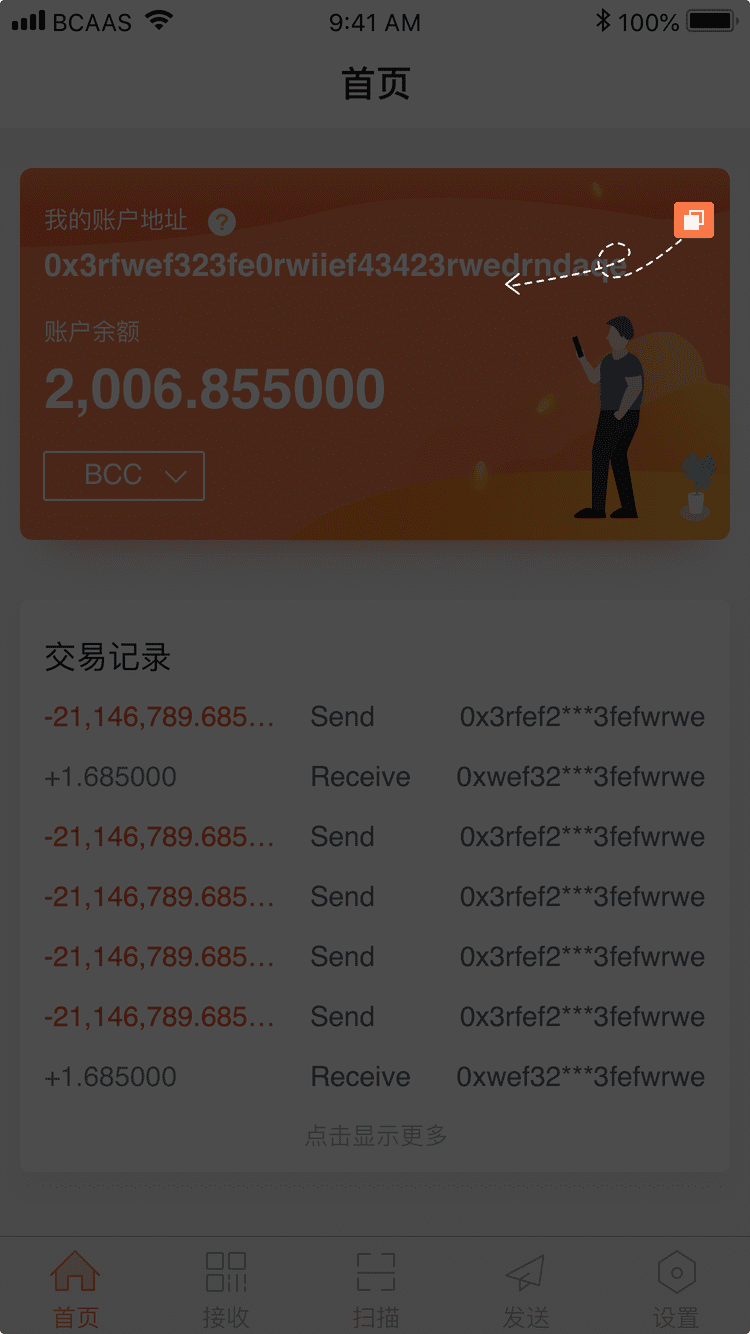 BCAAS 9:41 AM 100%
首页
我的账户地址 ?
0x3rfwef323fe0rwiief43423rwedrndaqe
账户余额
2,006.855000
BCC
交易记录
-21,146,789.685... Send 0x3rfef2***3fefwrwe
+1.685000 Receive 0xwef32***3fefwrwe
-21,146,789.685... Send 0x3rfef2***3fefwrwe
-21,146,789.685... Send 0x3rfef2***3fefwrwe
-21,146,789.685... Send 0x3rfef2***3fefwrwe
-21,146,789.685... Send 0x3rfef2***3fefwrwe
+1.685000 Receive 0xwef32***3fefwrwe
点击显示更多
首页 接收 扫描 发送 设置